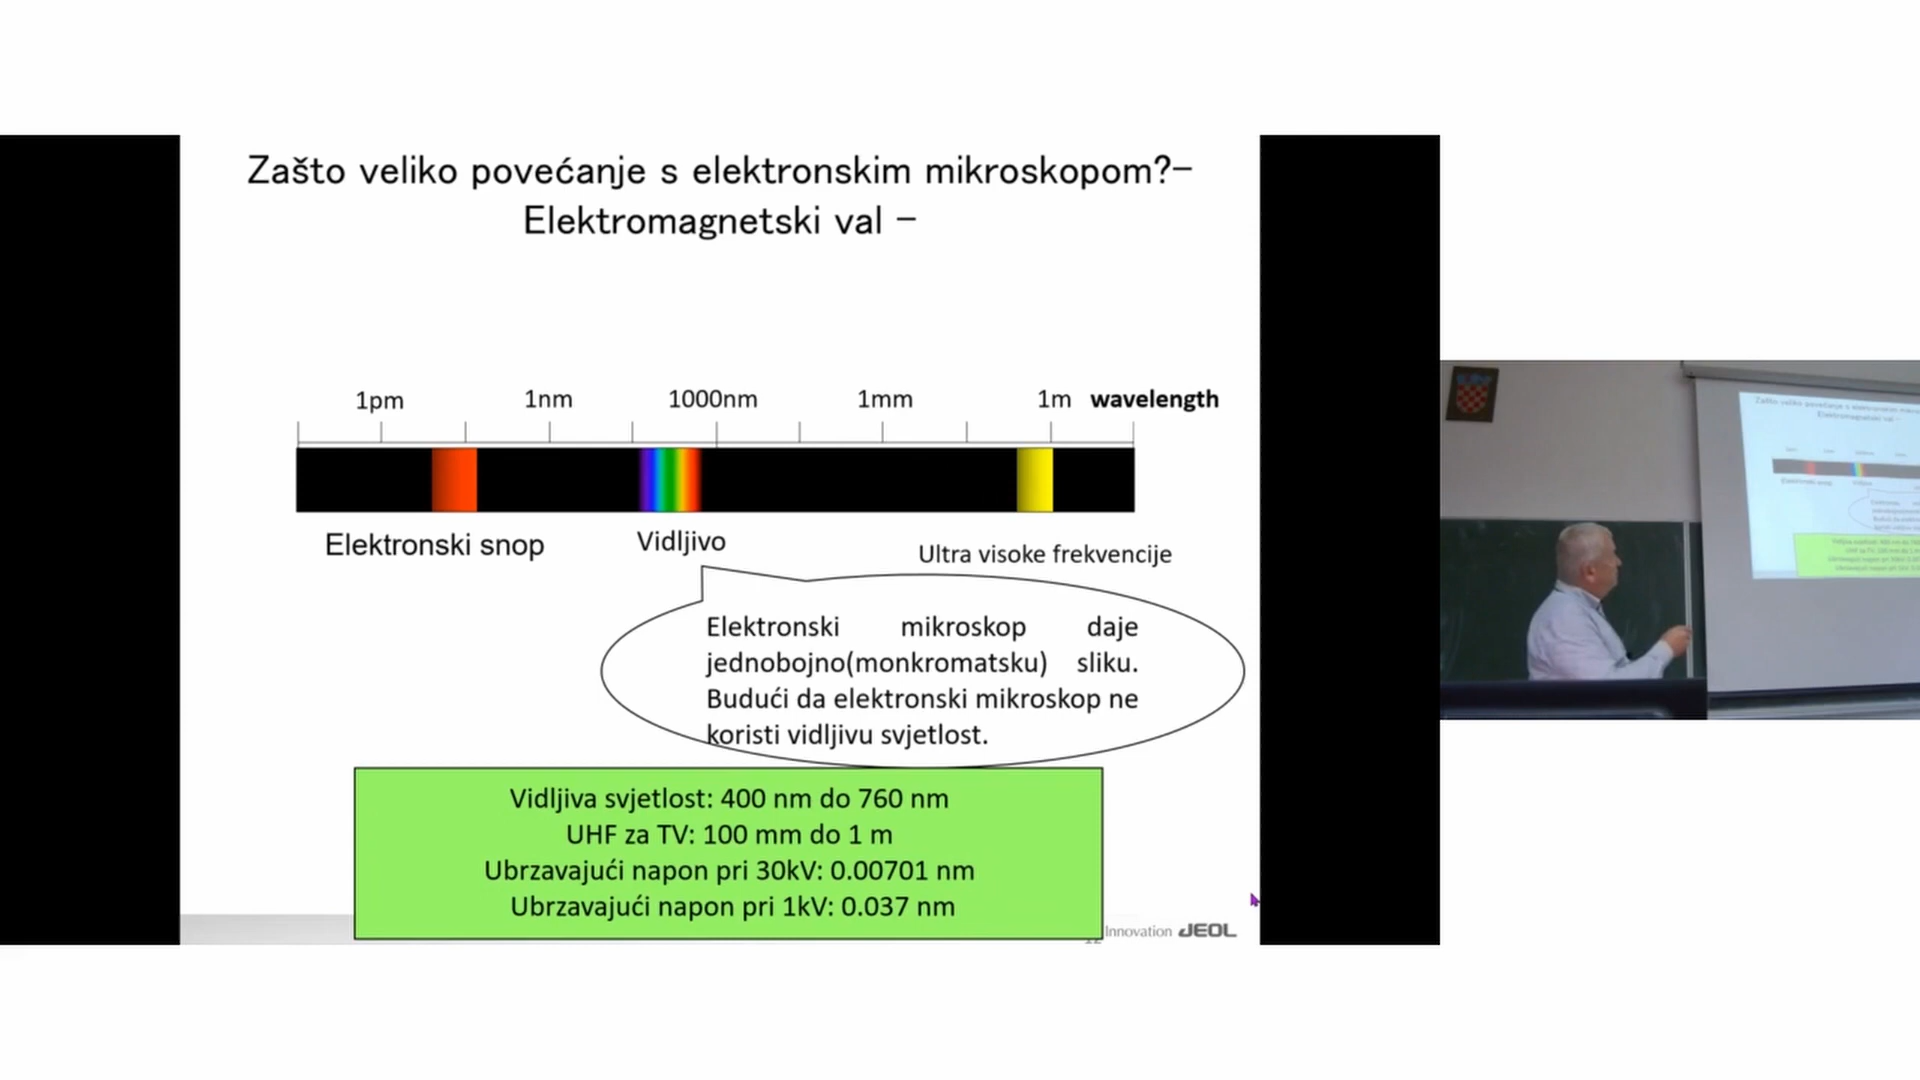 Zašto veliko povećanje s elektronskim mikroskopom?–
Elektromagnetski val –
1pm 1nm 1000nm 1mm 1m wavelength
Elektronski snop
Vidljivo
Ultra visoke frekvencije
Elektronski mikroskop daje
jednobojno(monkromatsku) sliku.
Budući da elektronski mikroskop ne
koristi vidljivu svjetlost.
Vidljiva svjetlost: 400 nm do 760 nm
UHF za TV: 100 mm do 1 m
Ubrzavajući napon pri 30kV: 0.00701 nm
Ubrzavajući napon pri 1kV: 0.037 nm
Innovation JEOL